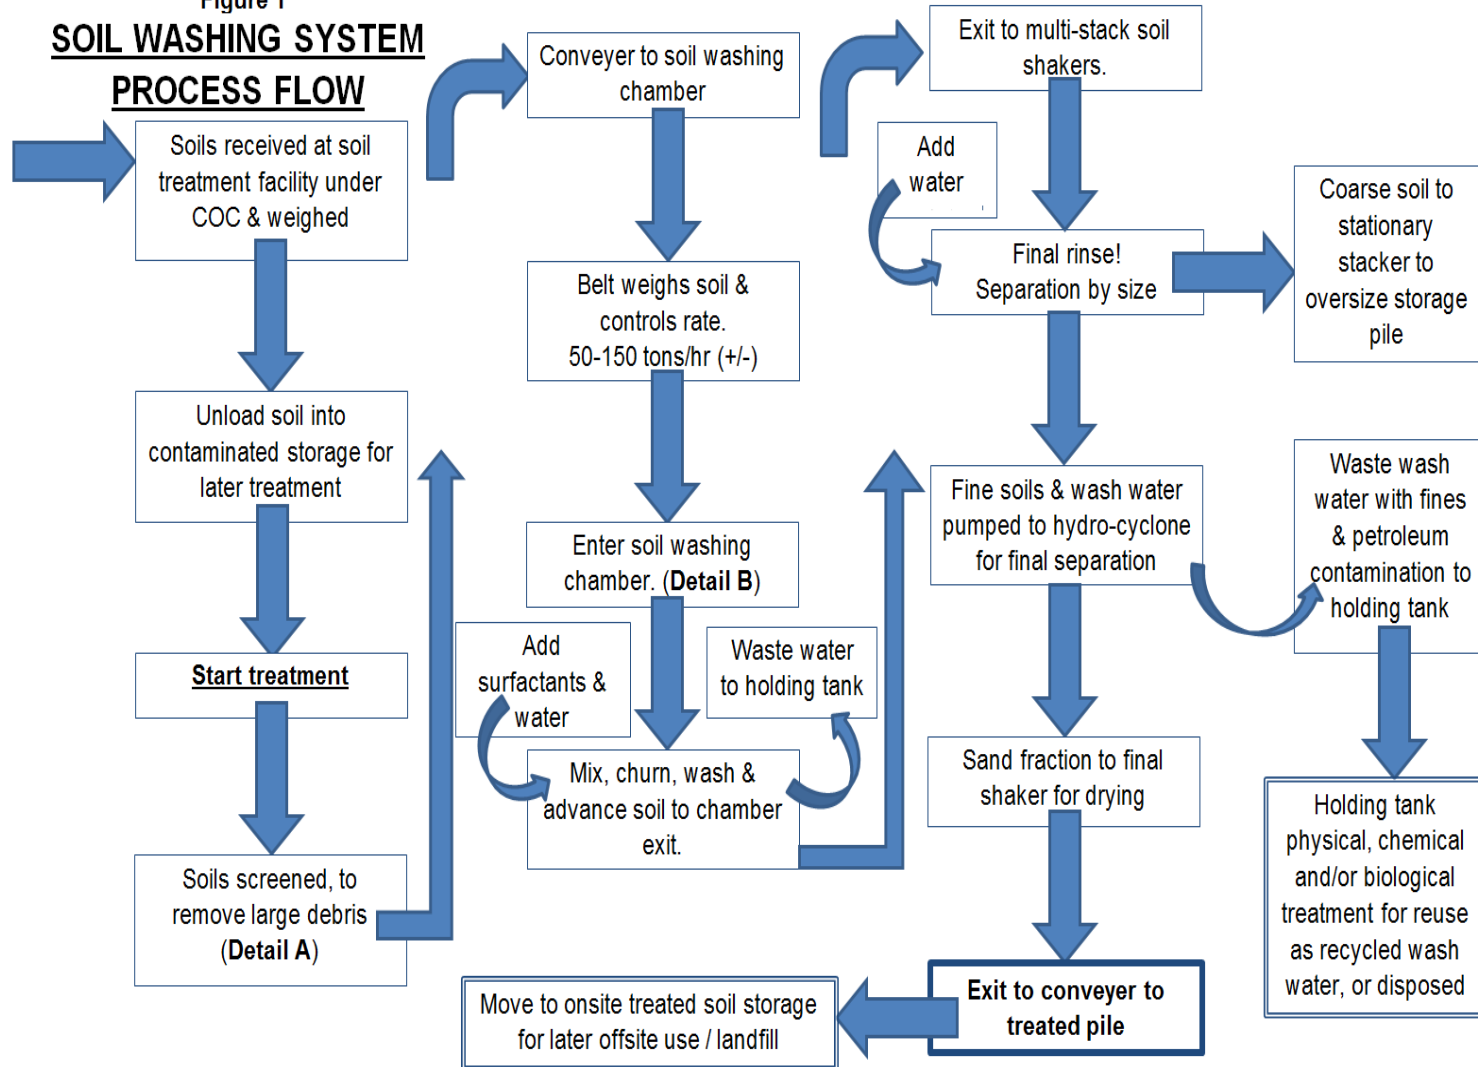 Figure 1
SOIL WASHING SYSTEM
PROCESS FLOW
Soils received at soil
treatment facility under
COC & weighed
Unload soil into
contaminated storage for
later treatment
Start treatment
Soils screened, to
remove large debris
(Detail A)
Conveyer to soil washing
chamber
Belt weighs soil &
controls rate.
50-150 tons/hr (+/-)
Enter soil washing
chamber. (Detail B)
Add
surfactants &
water
Waste water
to holding tank
Mix, churn, wash &
advance soil to chamber
exit.
Exit to multi-stack soil
shakers.
Add
water
Final rinse!
Separation by size
Coarse soil to
stationary
stacker to
oversize storage
pile
Fine soils & wash water
pumped to hydro-cyclone
for final separation
Waste wash
water with fines
& petroleum
contamination to
holding tank
Sand fraction to final
shaker for drying
Holding tank
physical, chemical
and/or biological
treatment for reuse
as recycled wash
water, or disposed
Exit to conveyer to
treated pile
Move to onsite treated soil storage
for later offsite use / landfill